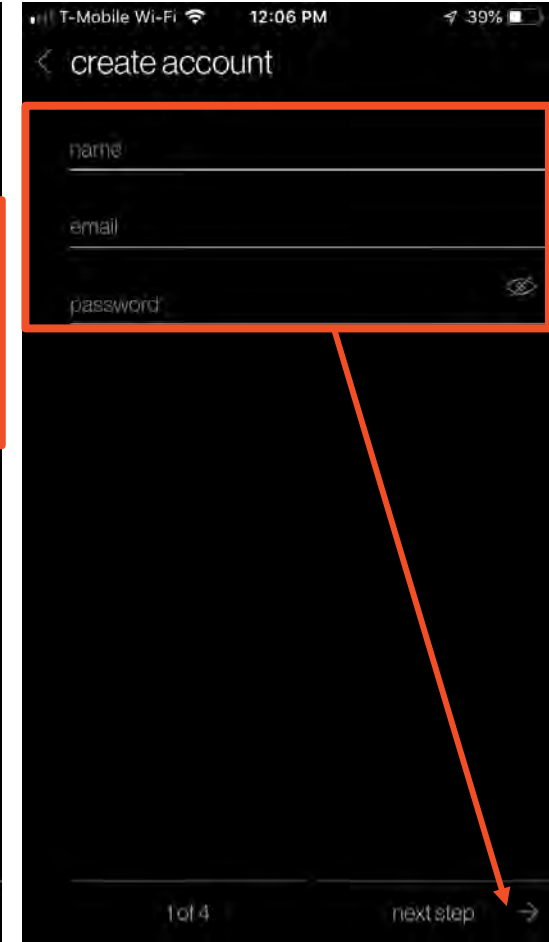 T-Mobile Wi-Fi 12:06 PM 39%
create account
name
email
password
1 of 4 next step